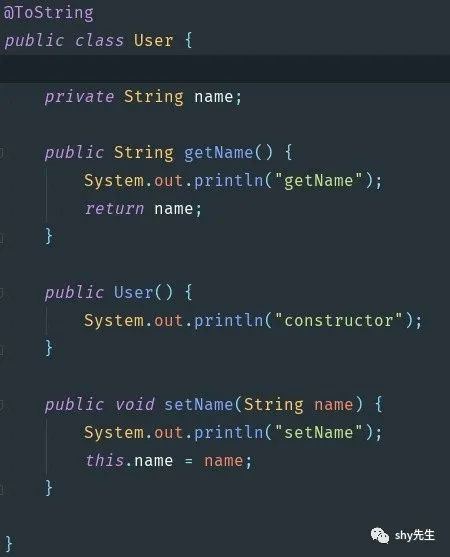 @ToString
public class User {
private String name;
public String getName() {
System.out.println("getName");
return name;
}
public User() {
System.out.println("constructor");
}
public void setName(String name) {
System.out.println("setName");
this.name = name;
}
}
shy先生